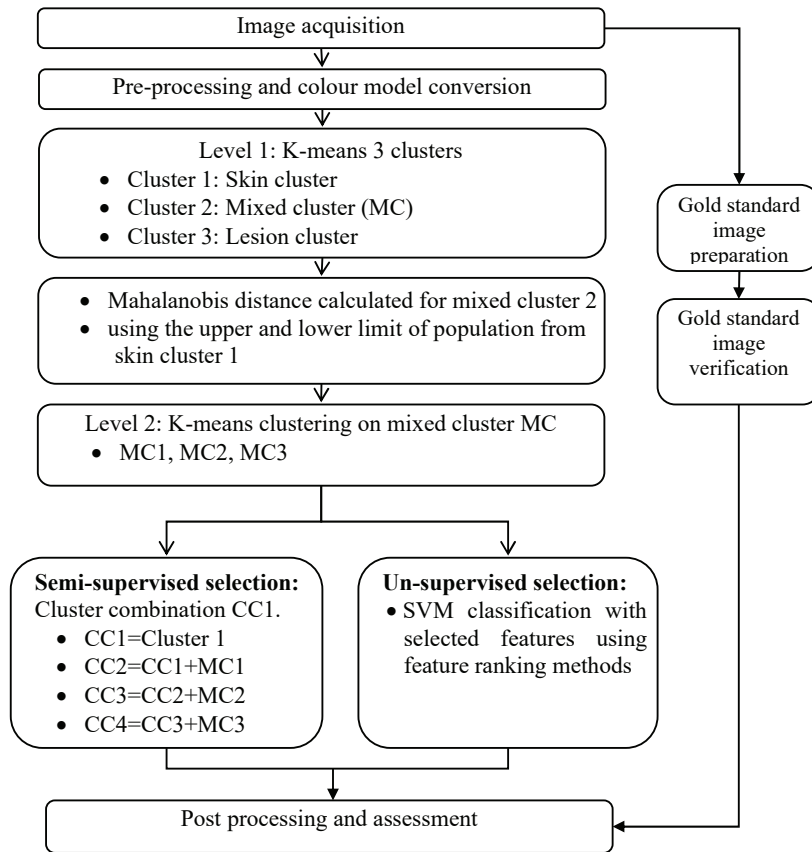 Image acquisition
Pre-processing and colour model conversion
Level 1: K-means 3 clusters
• Cluster 1: Skin cluster
• Cluster 2: Mixed cluster (MC)
• Cluster 3: Lesion cluster
• Mahalanobis distance calculated for mixed cluster 2
• using the upper and lower limit of population from
skin cluster 1
Level 2: K-means clustering on mixed cluster MC
• MC1, MC2, MC3
Semi-supervised selection:
Cluster combination CC1.
• CC1=Cluster 1
• CC2=CC1+MC1
• CC3=CC2+MC2
• CC4=CC3+MC3
Un-supervised selection:
• SVM classification with
selected features using
feature ranking methods
Gold standard
image
preparation
Gold standard
image
verification
Post processing and assessment